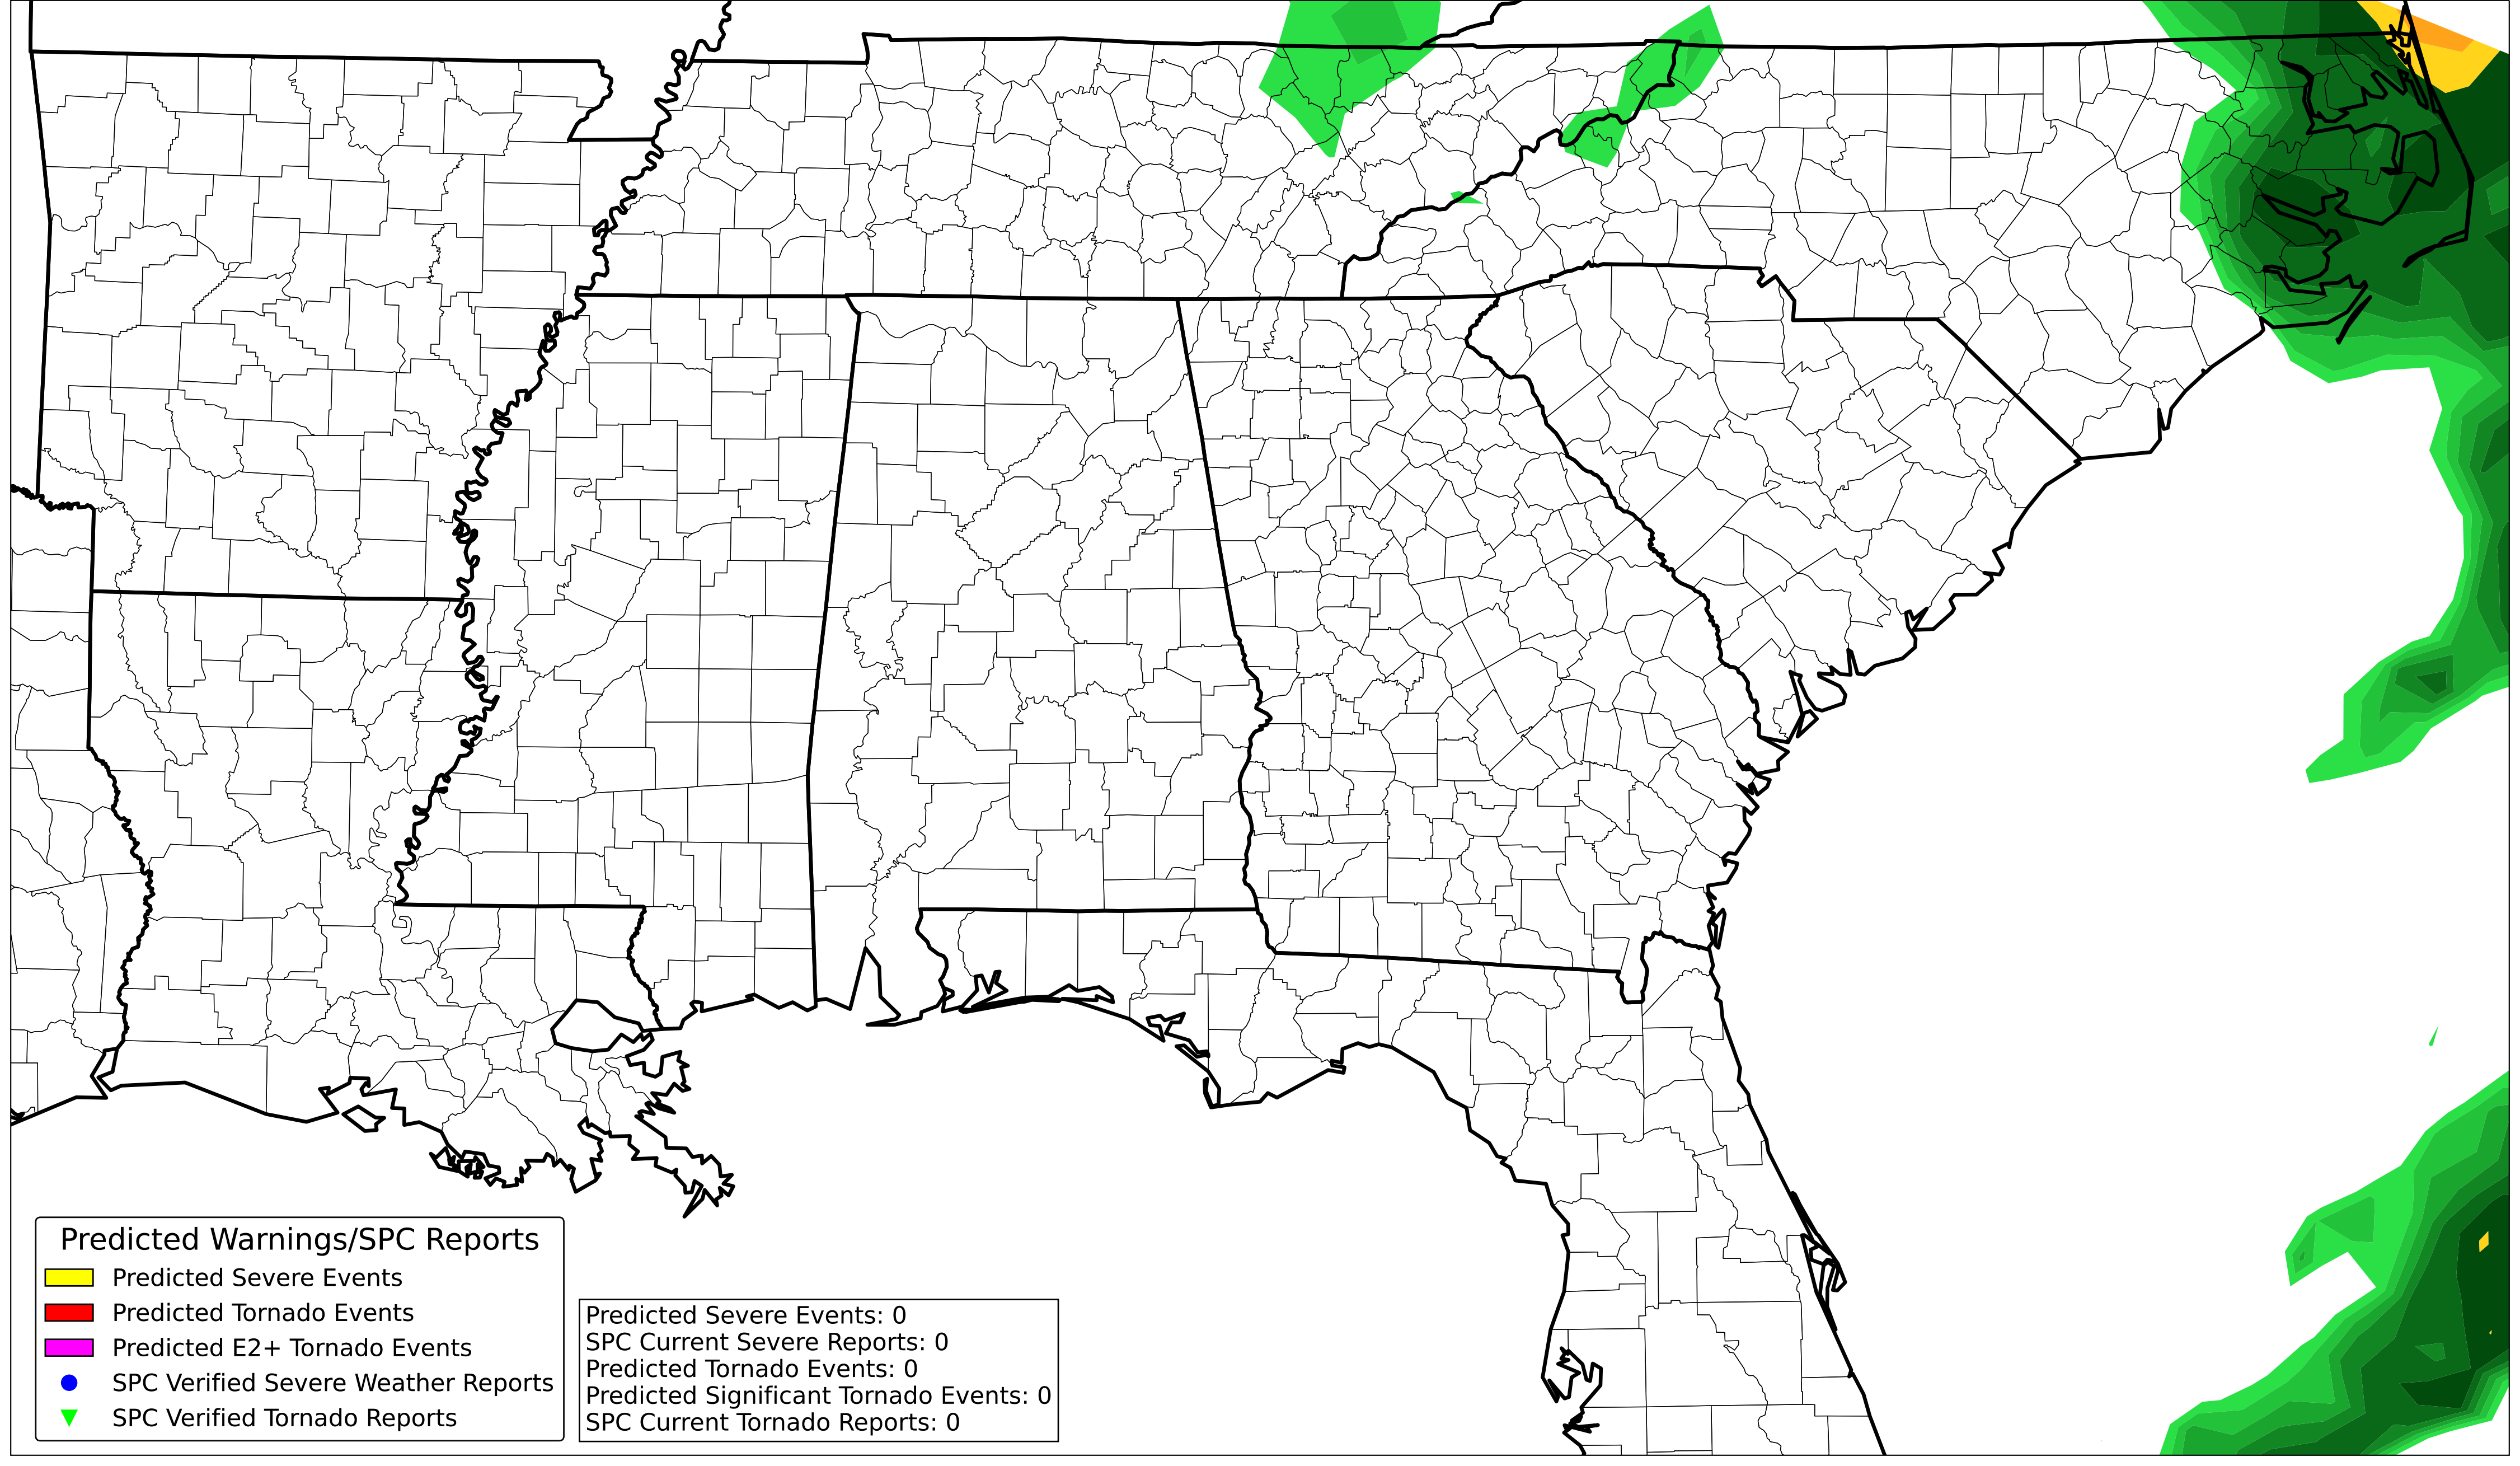 Predicted Warnings/SPC Reports
Predicted Severe Events
Predicted Tornado Events
Predicted E2+ Tornado Events
SPC Verified Severe Weather Reports
SPC Verified Tornado Reports
Predicted Severe Events: 0
SPC Current Severe Reports: 0
Predicted Tornado Events: 0
Predicted Significant Tornado Events: 0
SPC Current Tornado Reports: 0